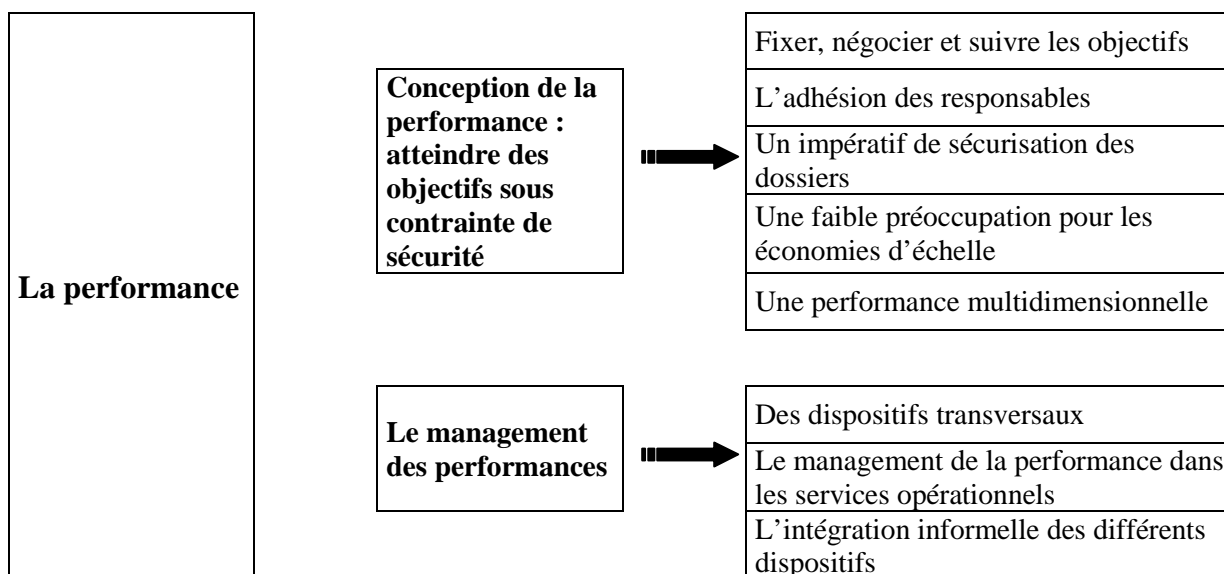 La performance
Conception de la
performance :
atteindre des
objectifs sous
contrainte de
sécurité
Fixer, négocier et suivre les objectifs
L’adhésion des responsables
Un impératif de sécurisation des
dossiers
Une faible préoccupation pour les
économies d’échelle
Une performance multidimensionnelle
Le management
des performances
Des dispositifs transversaux
Le management de la performance dans
les services opérationnels
L’intégration informelle des différents
dispositifs